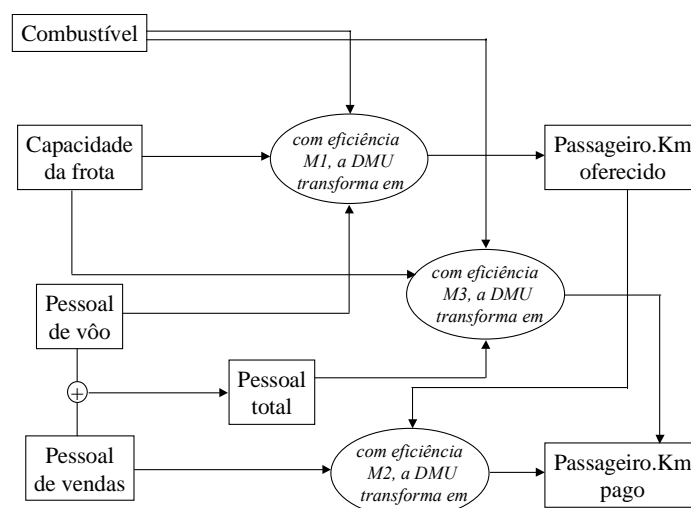 Combustível
com eficiência
M1, a DMU
transforma em
Capacidade
da frota
Passageiro.Km
oferecido
com eficiência
M3, a DMU
transforma em
Pessoal
de vôo
Pessoal
total
+
com eficiência
M2, a DMU
transforma em
Pessoal
de vendas
Passageiro.Km
pago